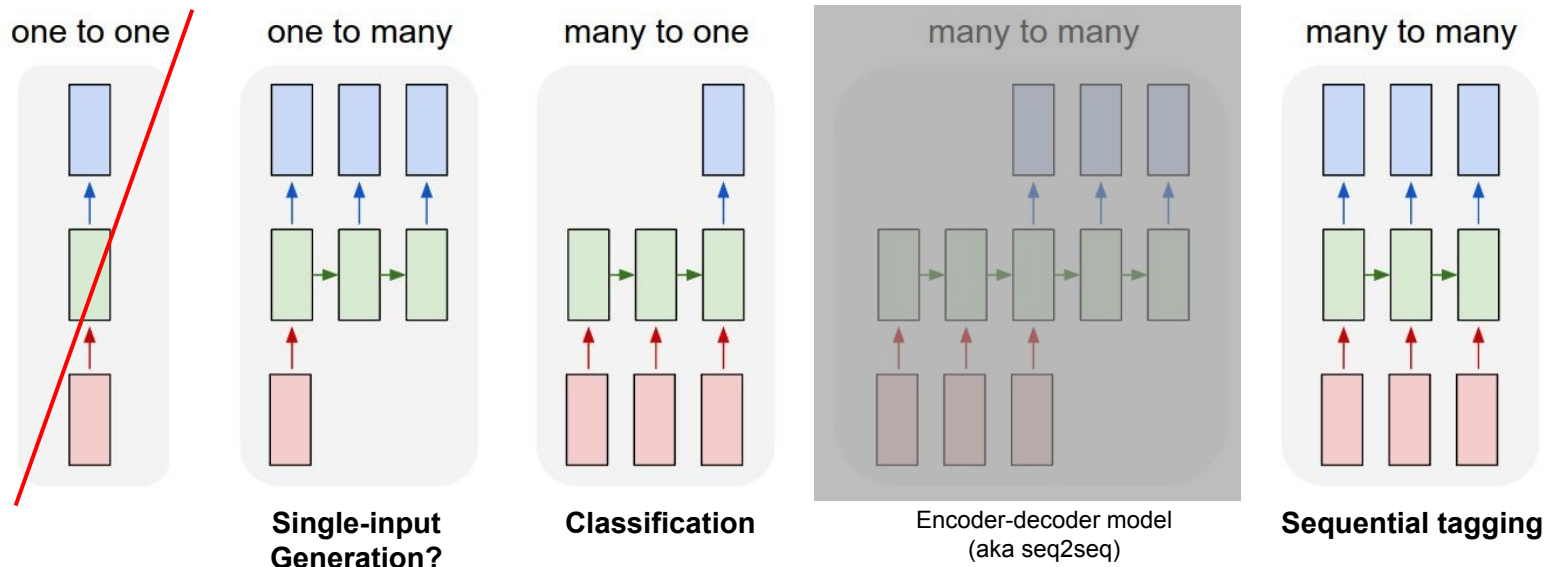 one to one
one to many
many to one
many to many
many to many
Single-input
Generation?
Classification
Encoder-decoder model
(aka seq2seq)
Sequential tagging